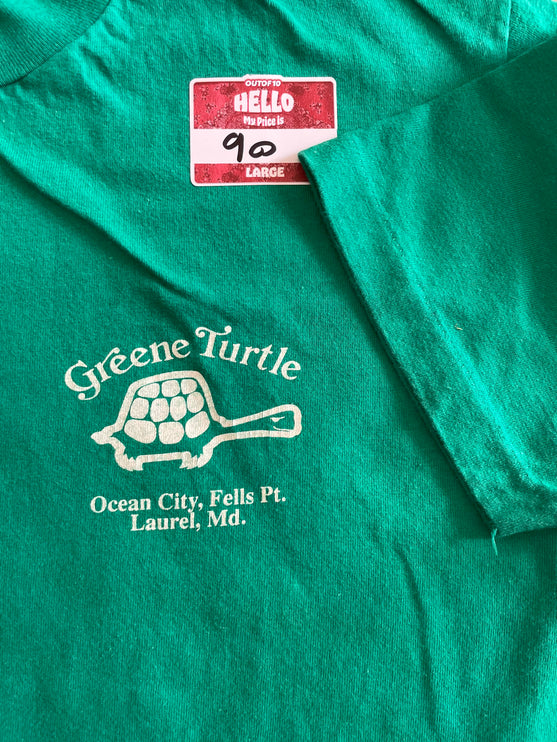 OUTOF10
HELLO
My Price Is
90
LARGE
Greene Turtle
Ocean City, Fells Pt.
Laurel, Md.